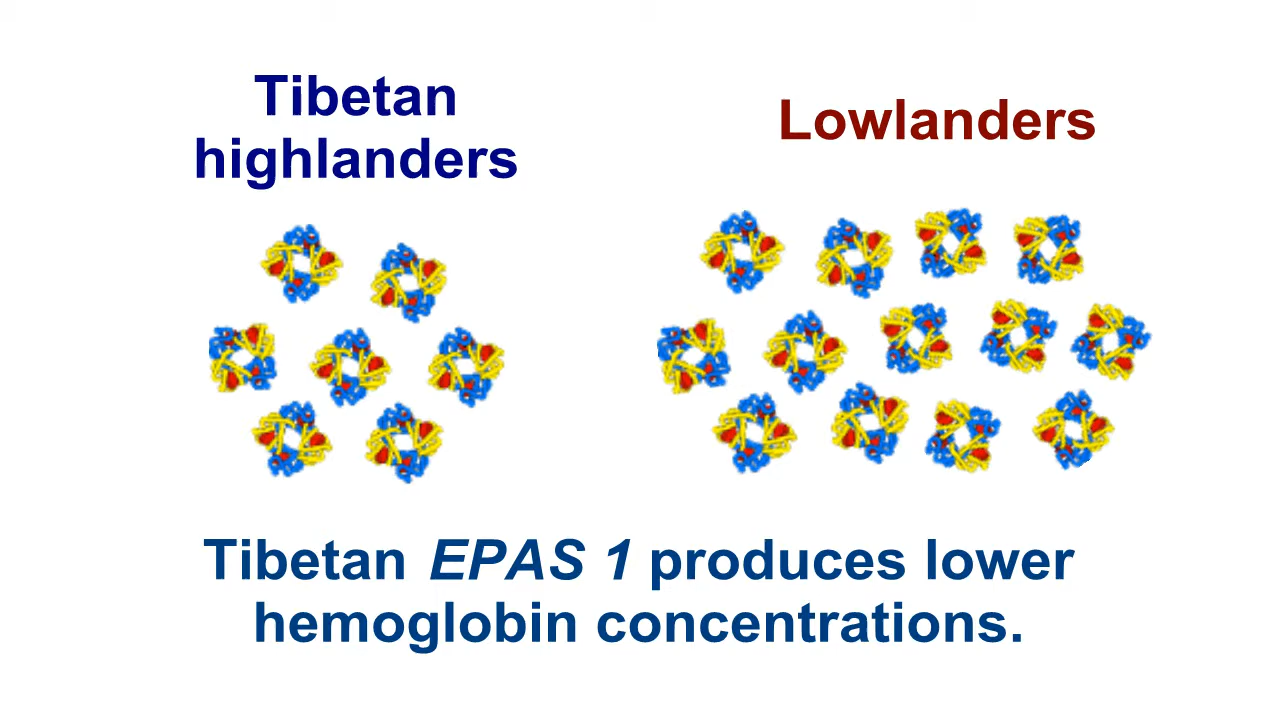 Tibetan
highlanders
Lowlanders
Tibetan EPAS 1 produces lower
hemoglobin concentrations.